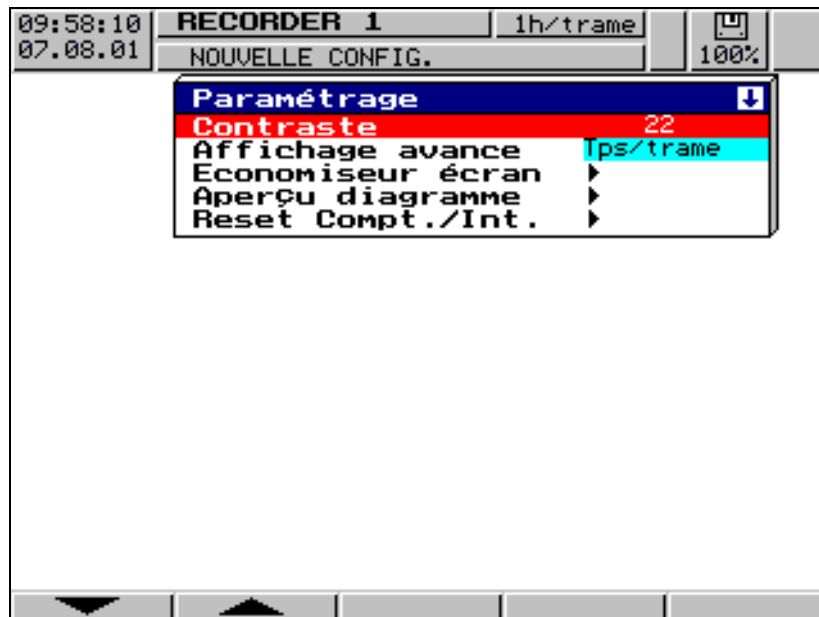 09:58:10 RECORDER 1 1h/trame
07.08.01 NOUVELLE CONFIG. 100%
Paramétrage
Contraste 22
Affichage avance Tps/trame
Economiseur écran
Aperçu diagramme
Reset Compt./Int.